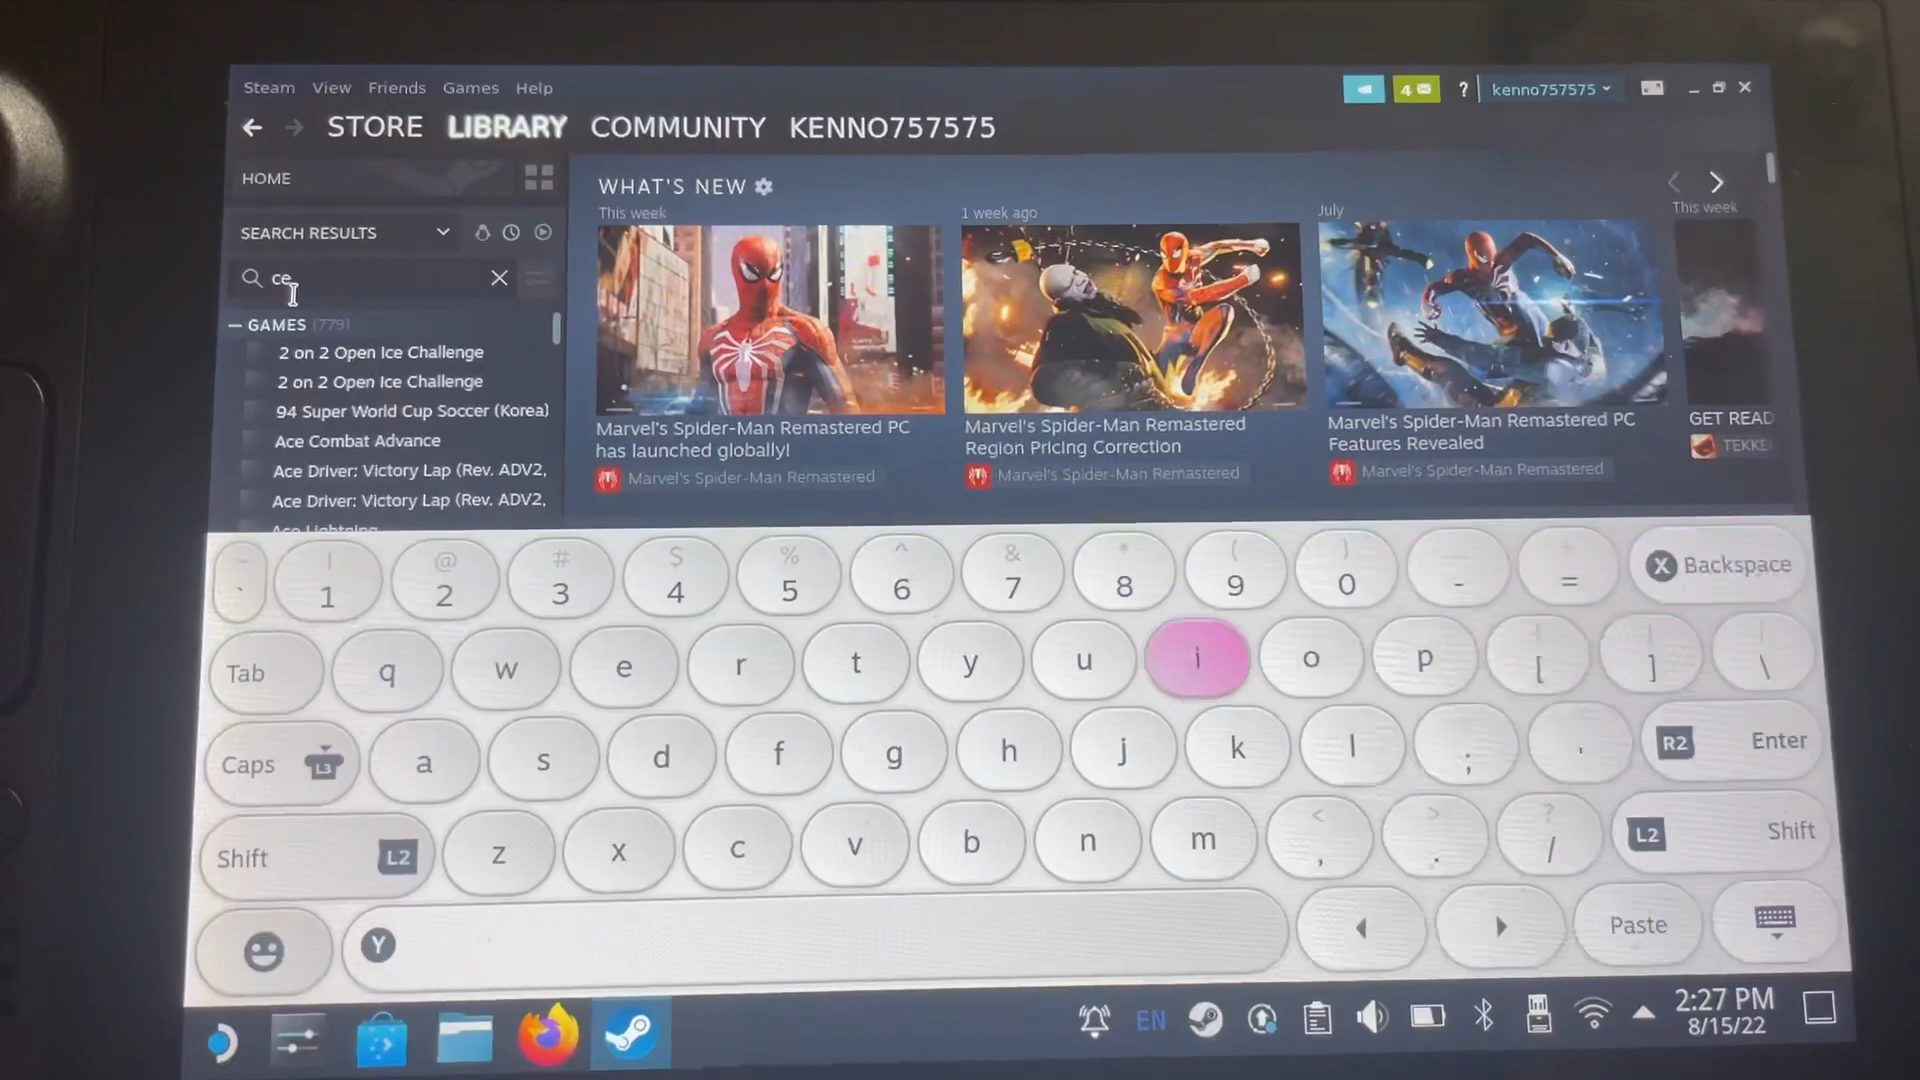 Steam View Friends Games Help
4 ? kenno757575
STORE LIBRARY COMMUNITY KENNO757575
HOME
SEARCH RESULTS
ce
GAMES (779)
2 on 2 Open Ice Challenge
2 on 2 Open Ice Challenge
94 Super World Cup Soccer (Korea)
Ace Combat Advance
Ace Driver: Victory Lap (Rev. ADV2,
Ace Driver: Victory Lap (Rev. ADV2,
Ace Lightning
WHAT'S NEW
This week
Marvel's Spider-Man Remastered PC
has launched globally!
Marvel's Spider-Man Remastered
1 week ago
Marvel's Spider-Man Remastered
Region Pricing Correction
Marvel's Spider-Man Remastered
July
Marvel's Spider-Man Remastered PC
Features Revealed
Marvel's Spider-Man Remastered
This week
GET READ
TEKKE
! @ # $ % ^ & * ( ) - +
` 1 2 3 4 5 6 7 8 9 0 - = X Backspace
Tab q w e r t y u i o p [ ] \
Caps L3 a s d f g h j k l ; ' R2 Enter
Shift L2 z x c v b n m < , > . ? / L2 Shift
Y Paste
EN 2:27 PM
8/15/22